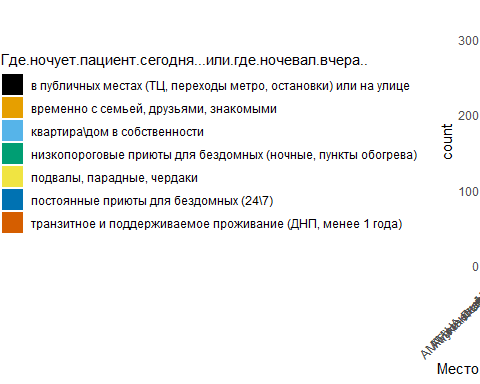 Где.ночует.пациент.сегодня...или.где.ночевал.вчера..
в публичных местах (ТЦ, переходы метро, остановки) или на улице
временно с семьей, друзьями, знакомыми
квартира\дом в собственности
низкопороговые приюты для бездомных (ночные, пункты обогрева)
подвалы, парадные, чердаки
постоянные приюты для бездомных (24\7)
транзитное и поддерживаемое проживание (ДНП, менее 1 года)
300
200
count
100
0
Место